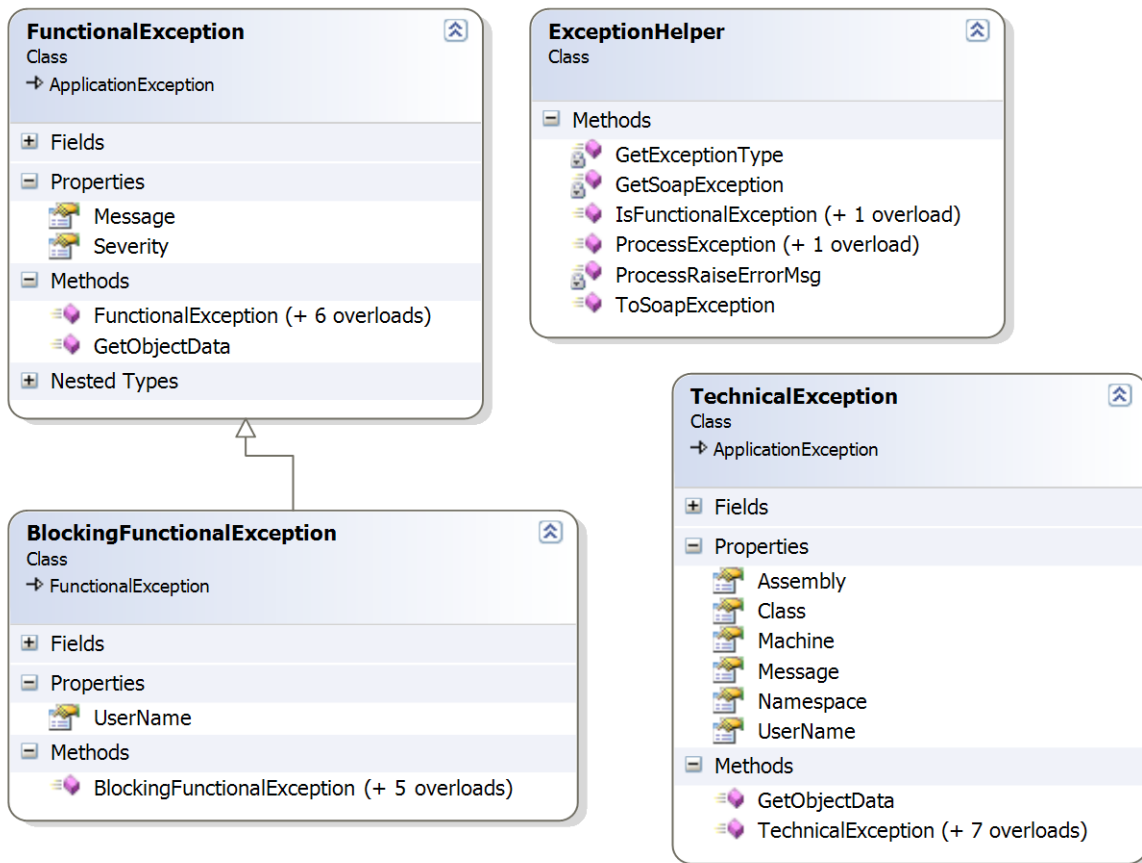 FunctionalException
Class
ApplicationException
Fields
Properties
Message
Severity
Methods
FunctionalException (+ 6 overloads)
GetObjectData
Nested Types
ExceptionHelper
Class
Methods
GetExceptionType
GetSoapException
IsFunctionalException (+ 1 overload)
ProcessException (+ 1 overload)
ProcessRaiseErrorMsg
ToSoapException
BlockingFunctionalException
Class
FunctionalException
Fields
Properties
UserName
Methods
BlockingFunctionalException (+ 5 overloads)
TechnicalException
Class
ApplicationException
Fields
Properties
Assembly
Class
Machine
Message
Namespace
UserName
Methods
GetObjectData
TechnicalException (+ 7 overloads)